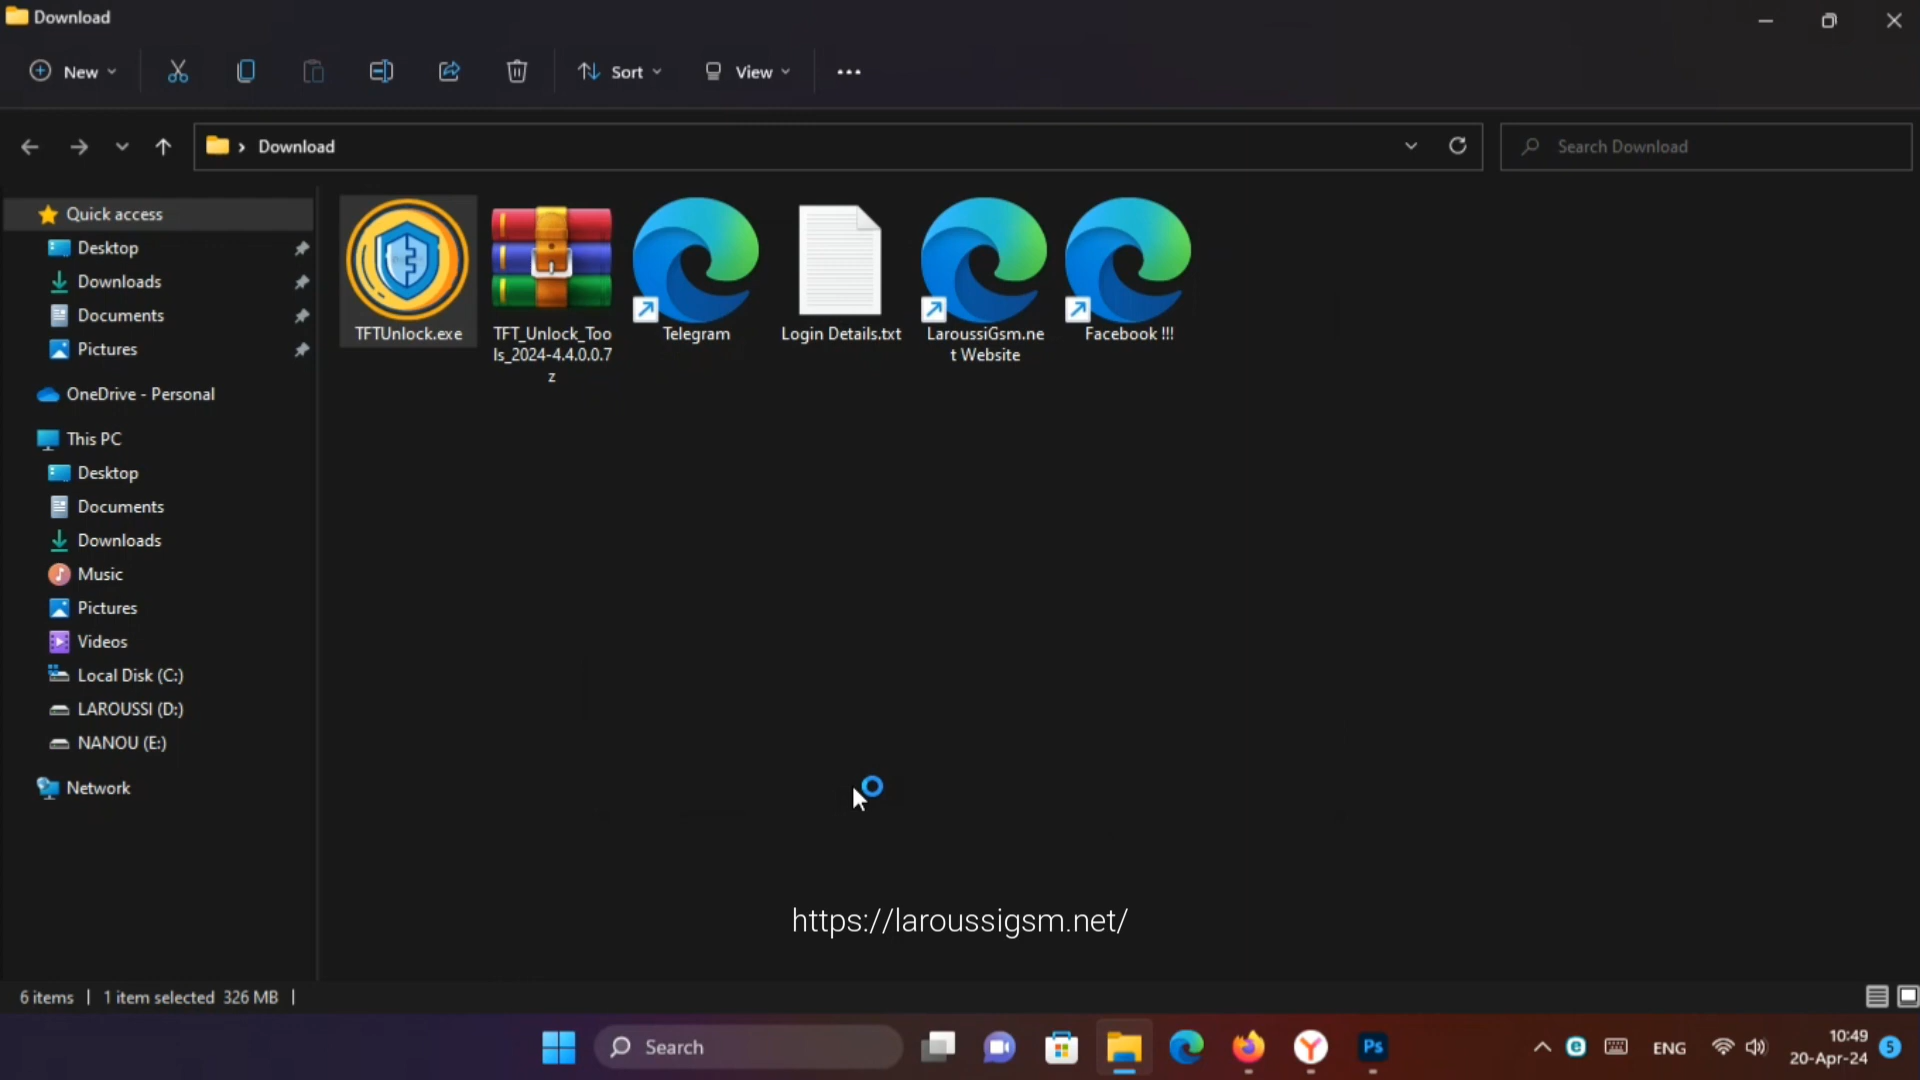 Download
New
Sort
View
Download
Search Download
Quick access
Desktop
Downloads
Documents
Pictures
OneDrive - Personal
This PC
Desktop
Documents
Downloads
Music
Pictures
Videos
Local Disk (C:)
LAROUSSI (D:)
NANOU (E:)
Network
TFTUnlock.exe
TFT_Unlock_Too
ls_2024-4.4.0.0.7
z
Telegram
Login Details.txt
LaroussiGsm.ne
t Website
Facebook !!!
https://laroussigsm.net/
6 items
1 item selected 326 MB
Search
Ps
ENG
10:49
20-Apr-24
5